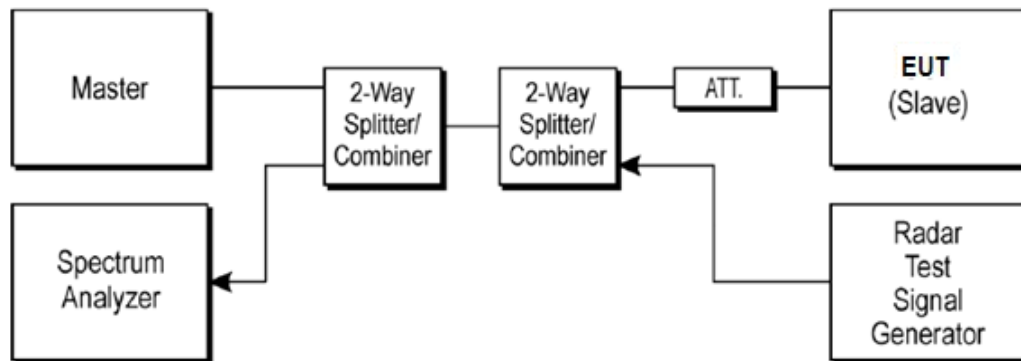 Master
2-Way
Splitter/
Combiner
2-Way
Splitter/
Combiner
ATT.
EUT
(Slave)
Spectrum
Analyzer
Radar
Test
Signal
Generator